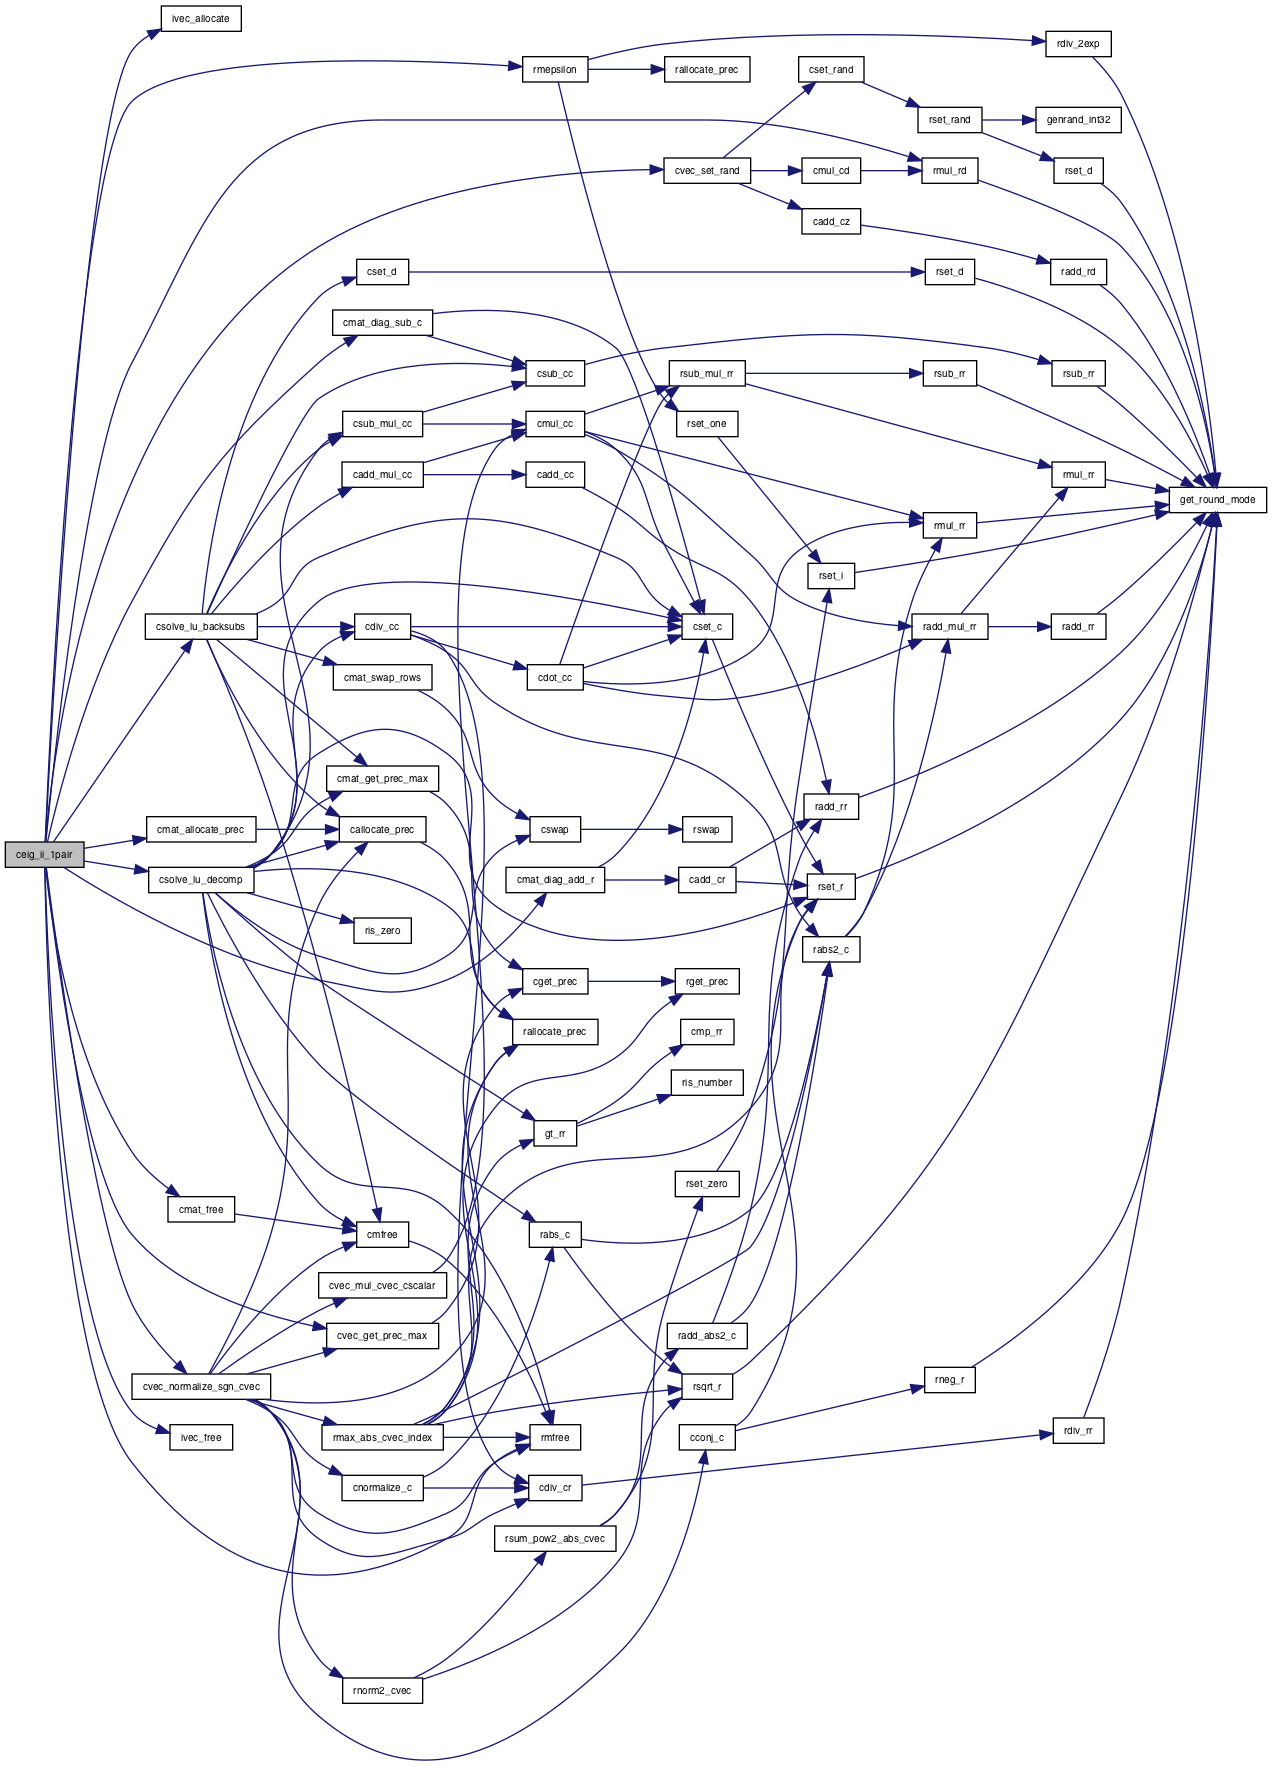 ivec_allocate
rdiv_2exp
rmepsilon
rallocate_prec
cset_rand
rset_rand
genrand_int32
cvec_set_rand
cmul_cd
rmul_rd
rset_d
cadd_cz
cset_d
rset_d
radd_rd
cmat_diag_sub_c
csub_cc
rsub_mul_rr
rsub_rr
rsub_rr
csub_mul_cc
cmul_cc
rset_one
cadd_mul_cc
cadd_cc
rmul_rr
get_round_mode
rmul_rr
rset_i
csolve_lu_backsubs
cdiv_cc
cset_c
radd_mul_rr
radd_rr
cmat_swap_rows
cdot_cc
cmat_get_prec_max
radd_rr
cmat_allocate_prec
callocate_prec
cswap
rswap
ceig_ii_1pair
csolve_lu_decomp
cmat_diag_add_r
cadd_cr
rset_r
ris_zero
rabs2_c
cget_prec
rget_prec
rallocate_prec
cmp_rr
ris_number
gt_rr
rset_zero
cmat_free
cmfree
rabs_c
cvec_mul_cvec_cscalar
cvec_get_prec_max
radd_abs2_c
cvec_normalize_sgn_cvec
rsqrt_r
rneg_r
ivec_free
rmax_abs_cvec_index
rmfree
cconj_c
rdiv_rr
cnormalize_c
cdiv_cr
rsum_pow2_abs_cvec
rnorm2_cvec